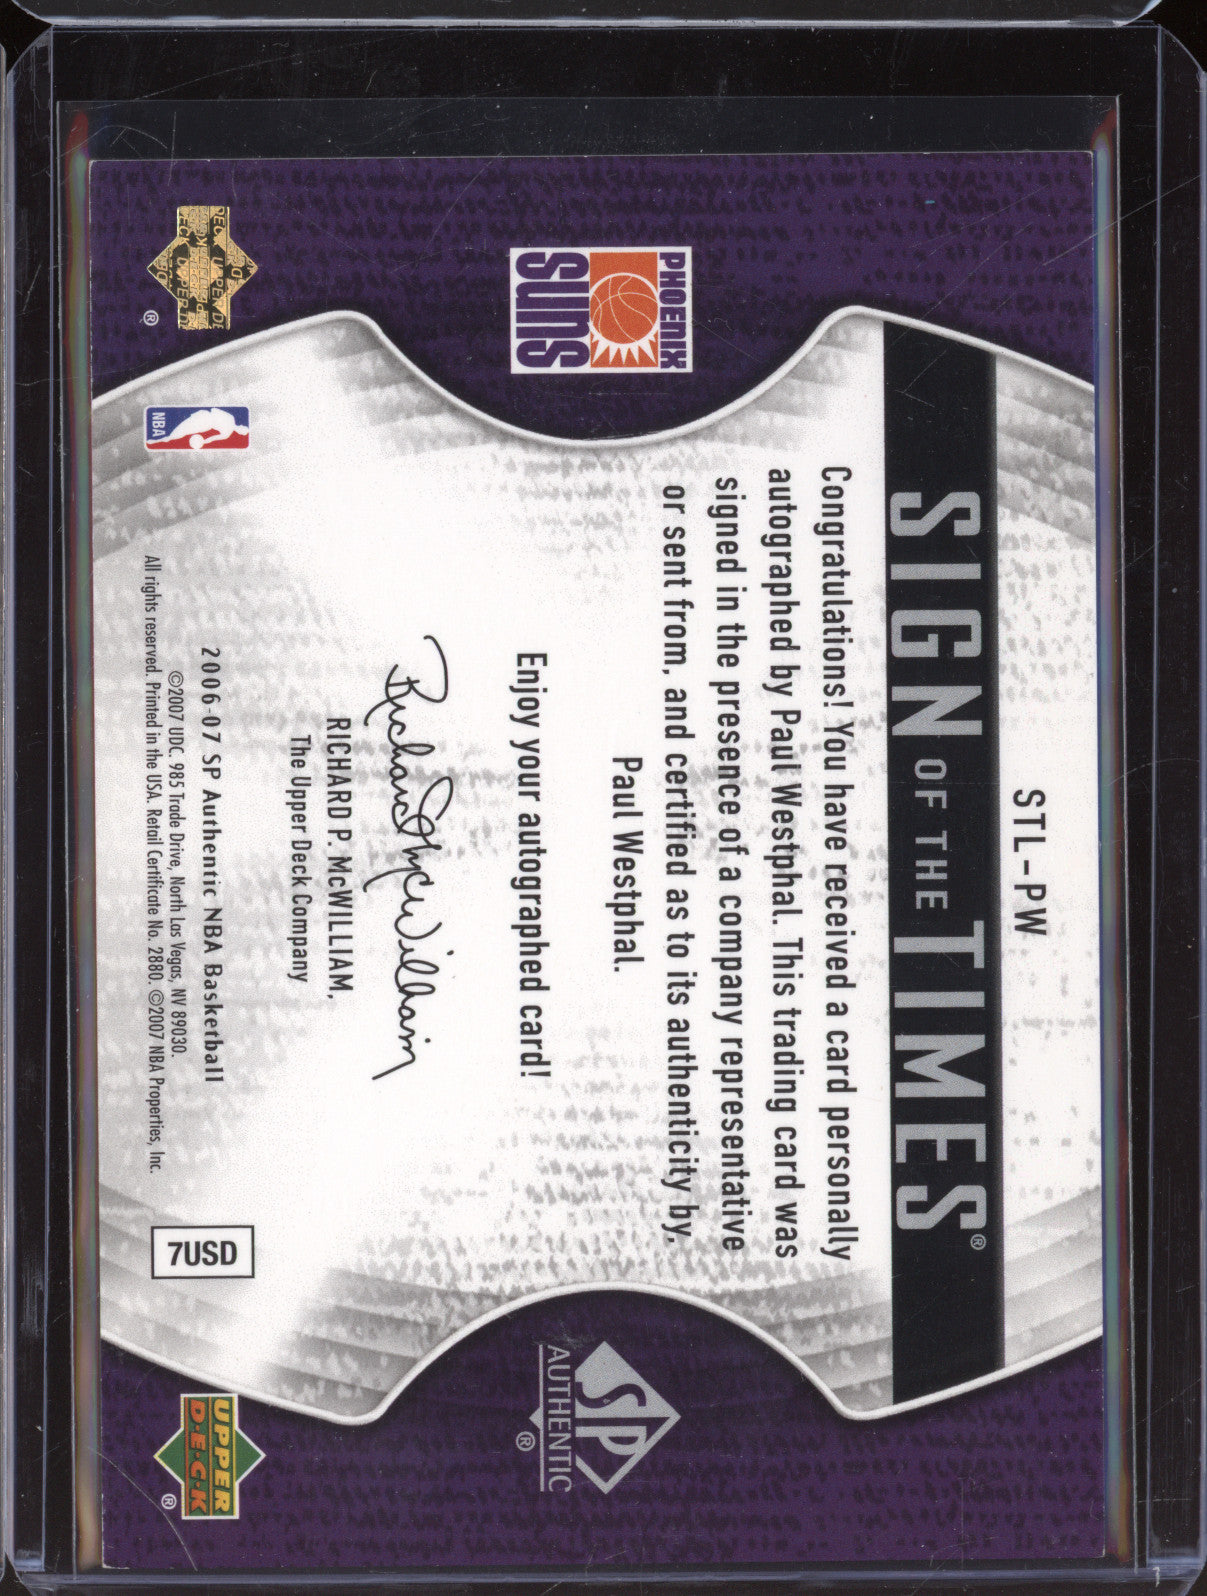 STL-PW
SIGN OF THE TIMES®
Congratulations! You have received a card personally
autographed by Paul Westphal. This trading card was
signed in the presence of a company representative
or sent from, and certified as to its authenticity by,
Paul Westphal.
Enjoy your autographed card!
Richard P. McWilliam
RICHARD P. McWILLIAM,
The Upper Deck Company
2006-07 SP Authentic NBA Basketball
©2007 UDC. 985 Trade Drive, North Las Vegas, NV 89030.
All rights reserved. Printed in the USA. Retail Certificate No. 2880. ©2007 NBA Properties, Inc.
PHOENIX
SUNS
NBA
®
SP
AUTHENTIC®
7USD
UPPER
D·E·C·K
®